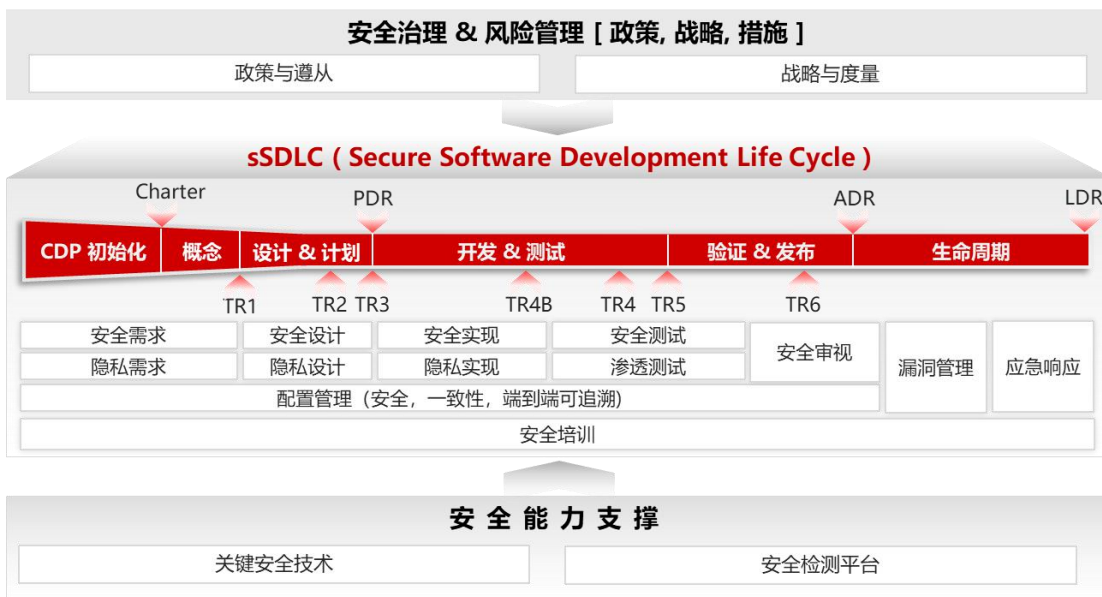 安全治理 & 风险管理 [ 政策, 战略, 措施 ]
政策与遵从
战略与度量
sSDLC ( Secure Software Development Life Cycle )
Charter
PDR
ADR
LDR
CDP 初始化
概念
设计 & 计划
开发 & 测试
验证 & 发布
生命周期
TR1
TR2
TR3
TR4B
TR4
TR5
TR6
安全需求
安全设计
安全实现
安全测试
隐私需求
隐私设计
隐私实现
渗透测试
安全审视
漏洞管理
应急响应
配置管理（安全，一致性，端到端可追溯)
安全培训
安 全 能 力 支 撑
关键安全技术
安全检测平台